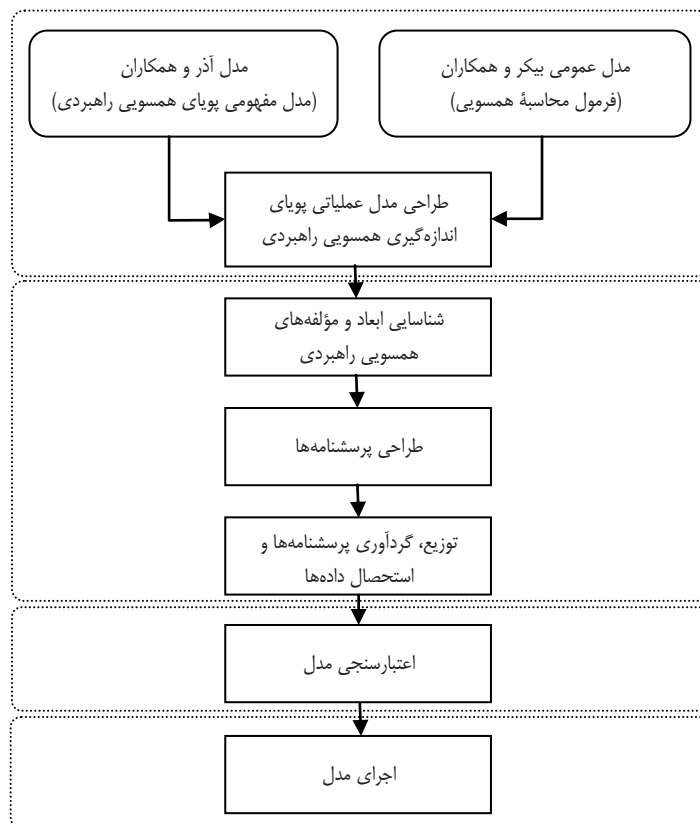 مدل عمومی بیکر و همکاران
(فرمول محاسبهٔ همسویی)
مدل آذر و همکاران
(مدل مفهومی پویای همسویی راهبردی)
طراحی مدل عملیاتی پویای
اندازه‌گیری همسویی راهبردی
شناسایی ابعاد و مؤلفه‌های
همسویی راهبردی
طراحی پرسشنامه‌ها
توزیع، گردآوری پرسشنامه‌ها و
استحصال داده‌ها
اعتبارسنجی مدل
اجرای مدل